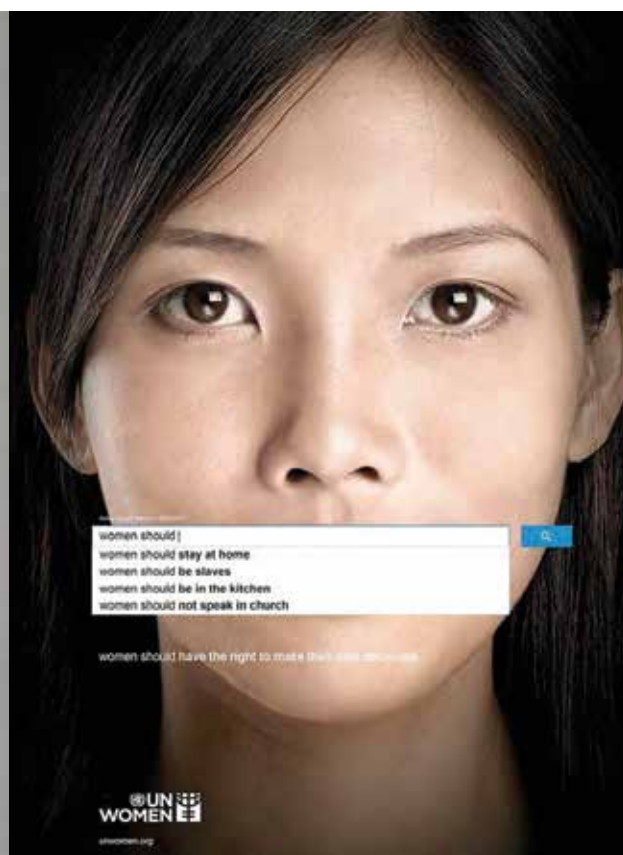 women should
women should stay at home
women should be slaves
women should be in the kitchen
women should not speak in church
women should have the right to make their own decisions
UN
WOMEN
unwomen.org